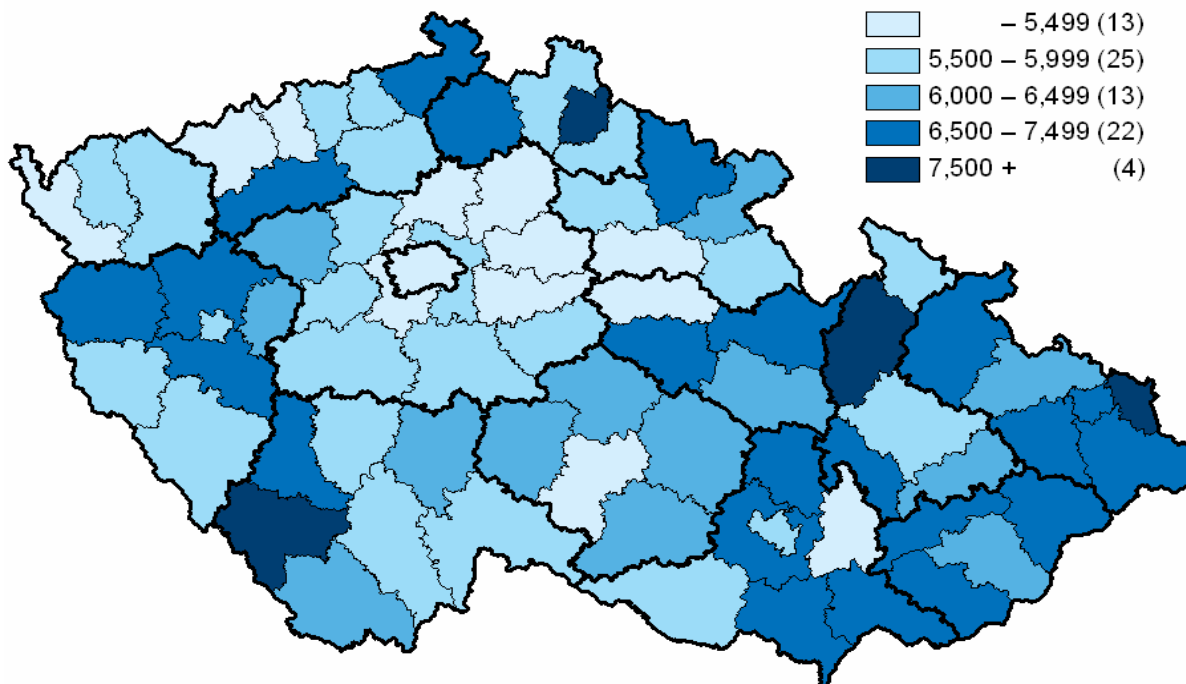 – 5,499 (13)
5,500 – 5,999 (25)
6,000 – 6,499 (13)
6,500 – 7,499 (22)
7,500 + (4)